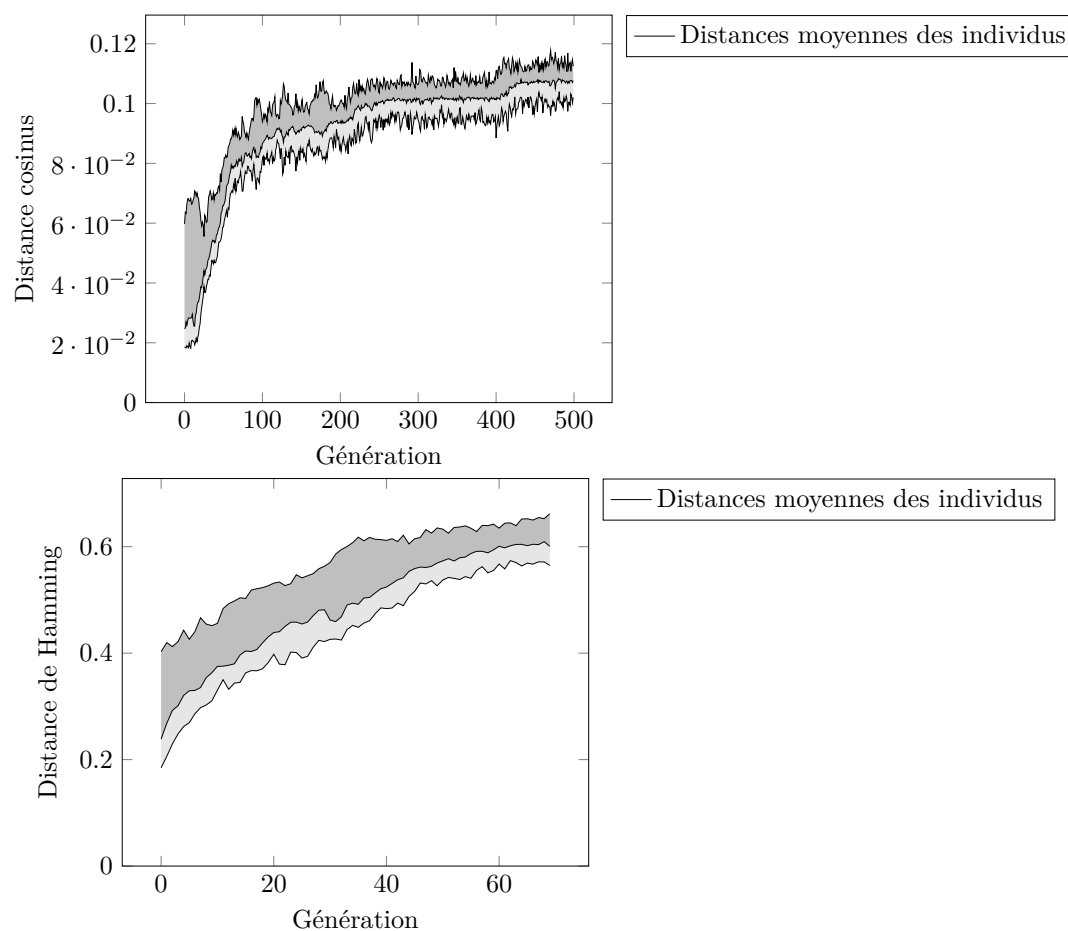 Distances moyennes des individus
0.12
0.1
8 · 10⁻²
6 · 10⁻²
4 · 10⁻²
2 · 10⁻²
0
Distance cosinus
0 100 200 300 400 500
Génération
Distances moyennes des individus
0.6
0.4
0.2
0
Distance de Hamming
0 20 40 60
Génération